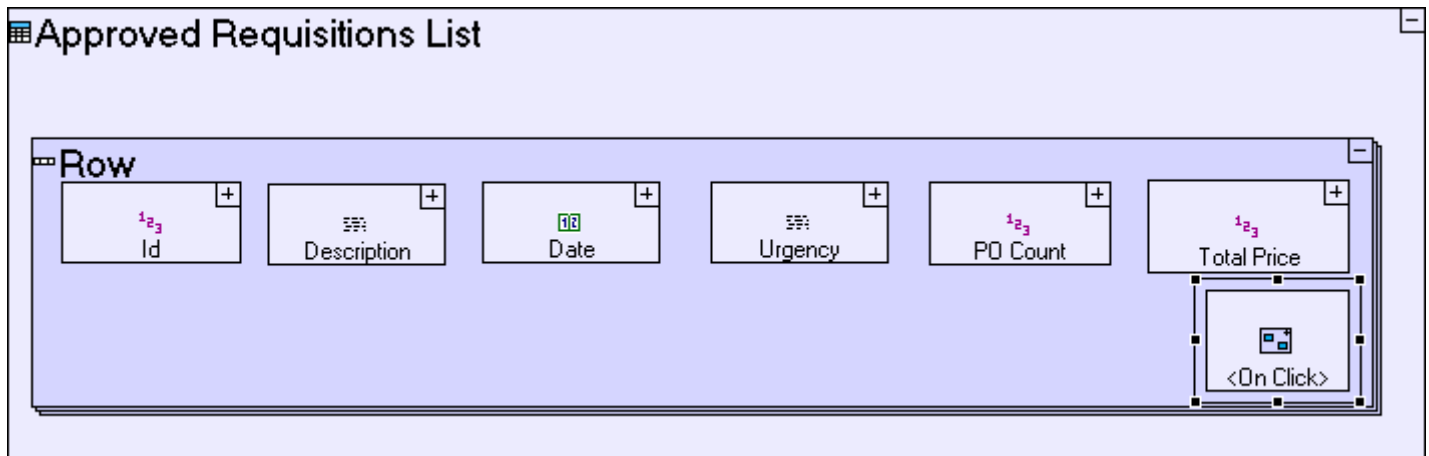 Approved Requisitions List
Row
Id
Description
Date
Urgency
PO Count
Total Price
<On Click>